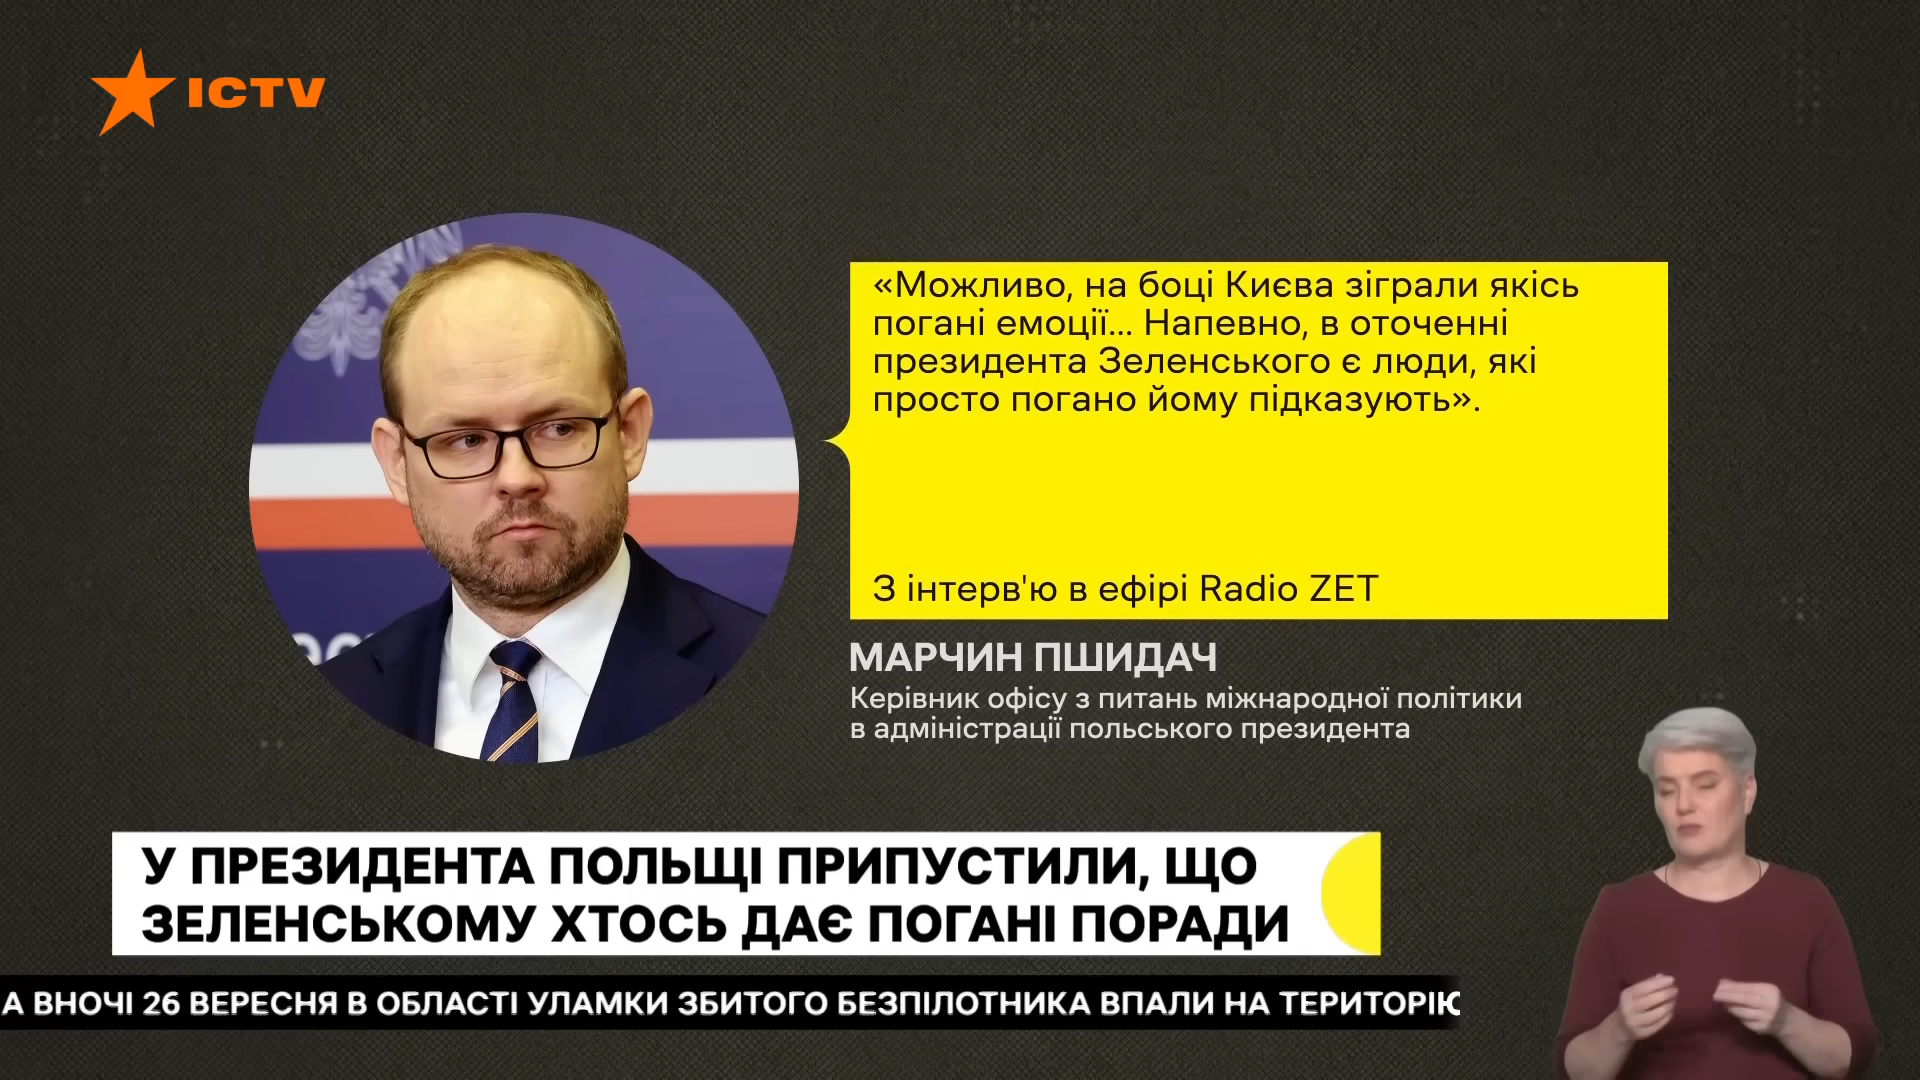 ICTV
«Можливо, на боці Києва зіграли якісь
погані емоції... Напевно, в оточенні
президента Зеленського є люди, які
просто погано йому підказують».
З інтерв'ю в ефірі Radio ZET
МАРЧИН ПШИДАЧ
Керівник офісу з питань міжнародної політики
в адміністрації польського президента
У ПРЕЗИДЕНТА ПОЛЬЩІ ПРИПУСТИЛИ, ЩО
ЗЕЛЕНСЬКОМУ ХТОСЬ ДАЄ ПОГАНІ ПОРАДИ
А ВНОЧІ 26 ВЕРЕСНЯ В ОБЛАСТІ УЛАМКИ ЗБИТОГО БЕЗПІЛОТНИКА ВПАЛИ НА ТЕРИТОРІЮ